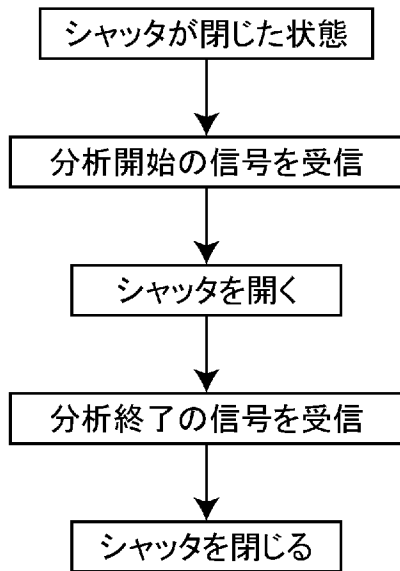 シャッタが閉じた状態
分析開始の信号を受信
シャッタを開く
分析終了の信号を受信
シャッタを閉じる